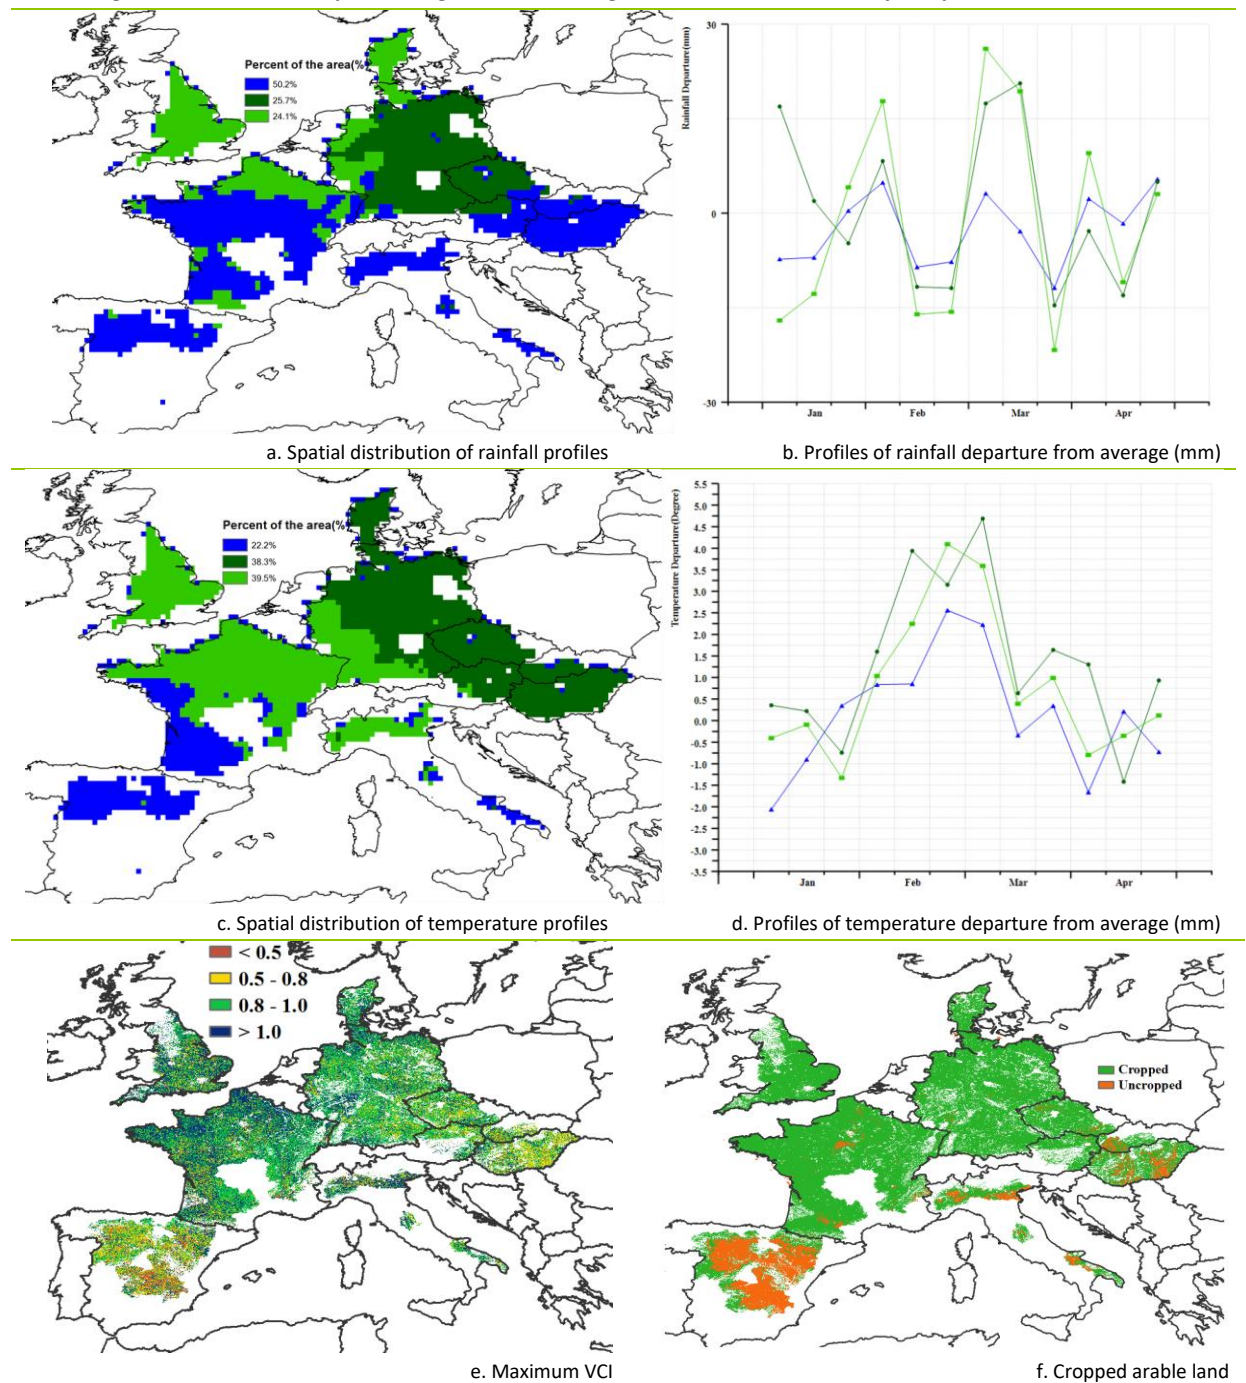 Percent of the area(%
50.2%
25.7%
24.1%
30
0
-30
Rainfall Departure(mm)
Jan
Feb
Mar
Apr
a. Spatial distribution of rainfall profiles
b. Profiles of rainfall departure from average (mm)
Percent of the area(%
22.2%
38.3%
39.5%
5.5
5.0
4.5
4.0
3.5
3.0
2.5
2.0
1.5
1.0
0.5
0.0
-0.5
-1.0
-1.5
-2.0
-2.5
-3.0
-3.5
Temperature Departure(Degree)
Jan
Feb
Mar
Apr
c. Spatial distribution of temperature profiles
d. Profiles of temperature departure from average (mm)
< 0.5
0.5 - 0.8
0.8 - 1.0
> 1.0
Cropped
Uncropped
e. Maximum VCI
f. Cropped arable land